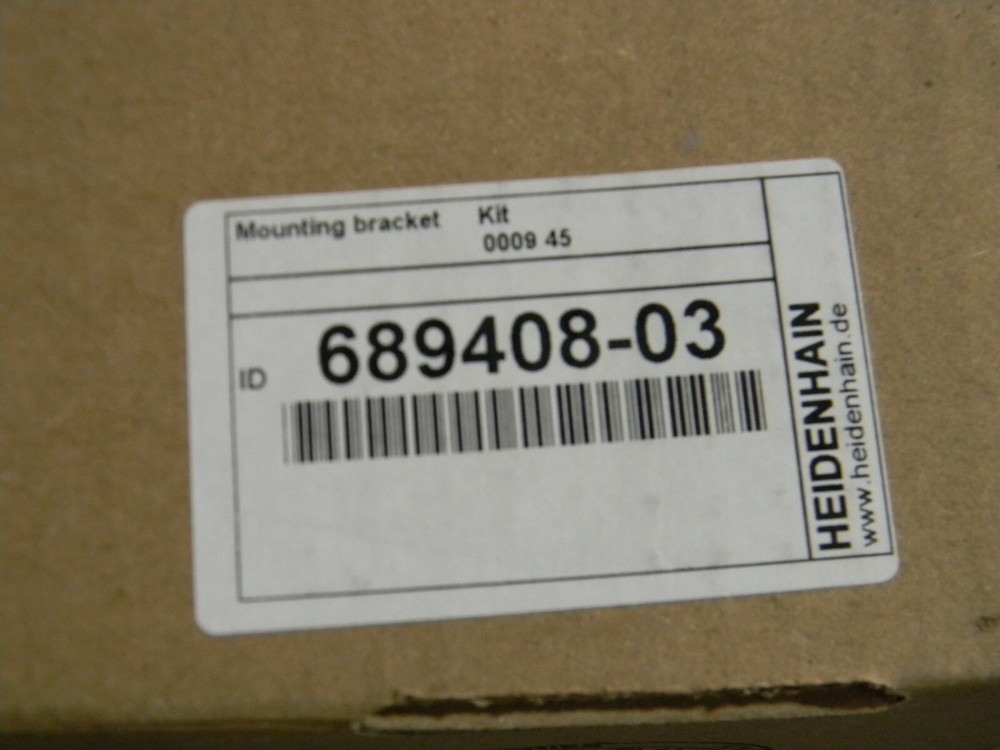 Mounting bracket Kit
0009 45
ID 689408-03
HEIDENHAIN
www.heidenhain.de